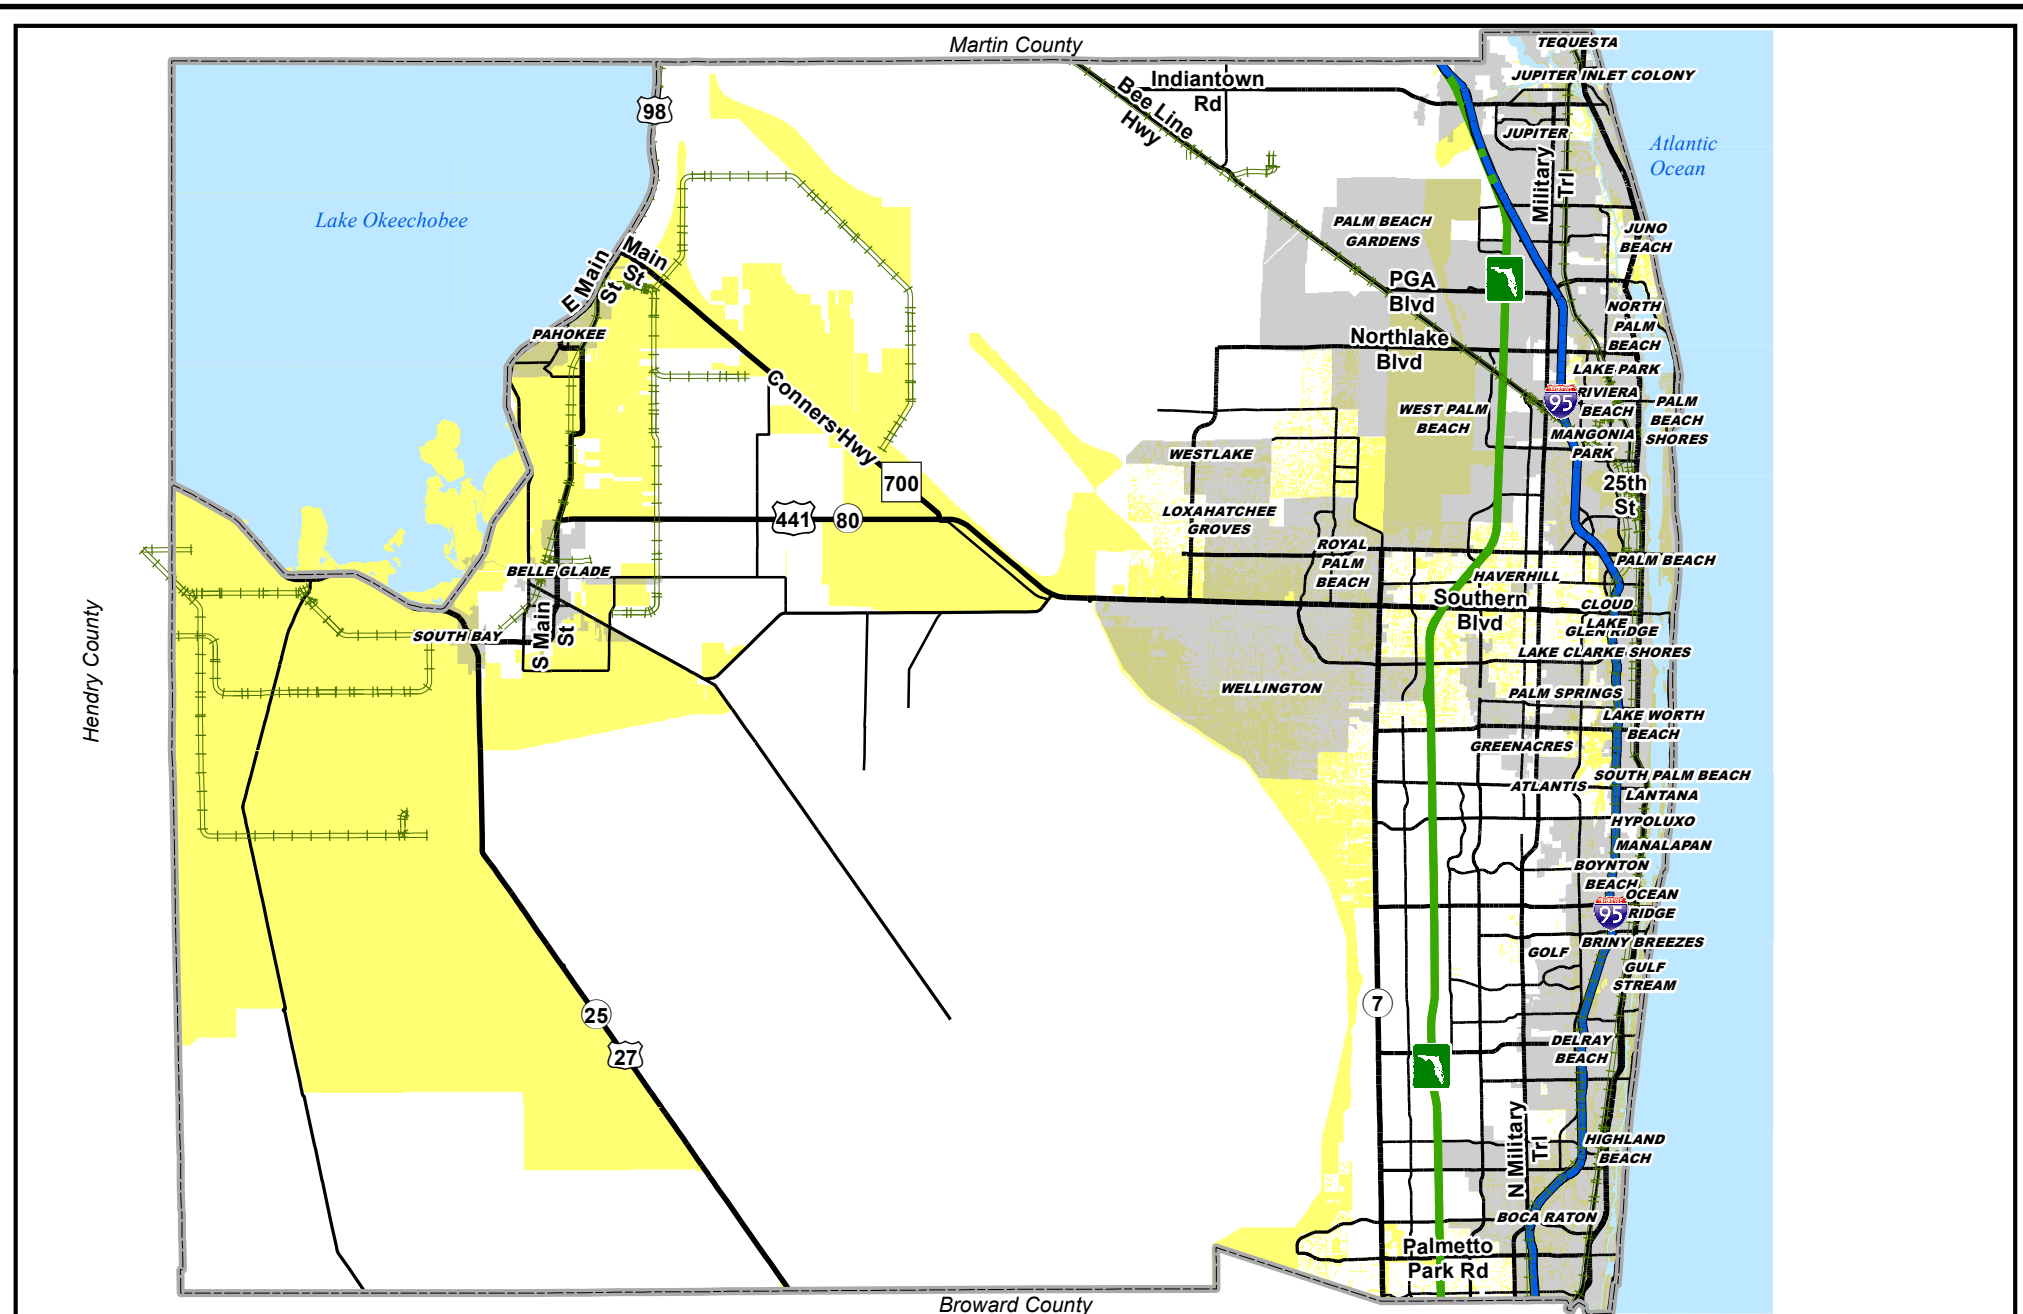 Martin County
TEQUESTA
JUPITER INLET COLONY
Indiantown
Rd
Bee Line
Hwy
98
JUPITER
Atlantic
Ocean
Military
Trl
Lake Okeechobee
PALM BEACH
GARDENS
JUNO
BEACH
Main
St
E Main
St
PGA
Blvd
NORTH
PALM
BEACH
PAHOKEE
Northlake
Blvd
LAKE PARK
Conners Hwy
95
RIVIERA
BEACH
PALM
BEACH
SHORES
WEST PALM
BEACH
MANGONIA
PARK
WESTLAKE
700
25th
St
LOXAHATCHEE
GROVES
441
80
ROYAL
PALM
BEACH
PALM BEACH
BELLE GLADE
HAVERHILL
Southern
Blvd
CLOUD
LAKE
GLEN RIDGE
SOUTH BAY
S Main
St
LAKE CLARKE SHORES
Hendry County
WELLINGTON
PALM SPRINGS
LAKE WORTH
BEACH
GREENACRES
SOUTH PALM BEACH
ATLANTIS
LANTANA
HYPOLUXO
MANALAPAN
BOYNTON
BEACH
OCEAN
RIDGE
95
BRINY BREEZES
GOLF
GULF
STREAM
7
25
27
DELRAY
BEACH
N Military
Trl
HIGHLAND
BEACH
BOCA RATON
Palmetto
Park Rd
Broward County